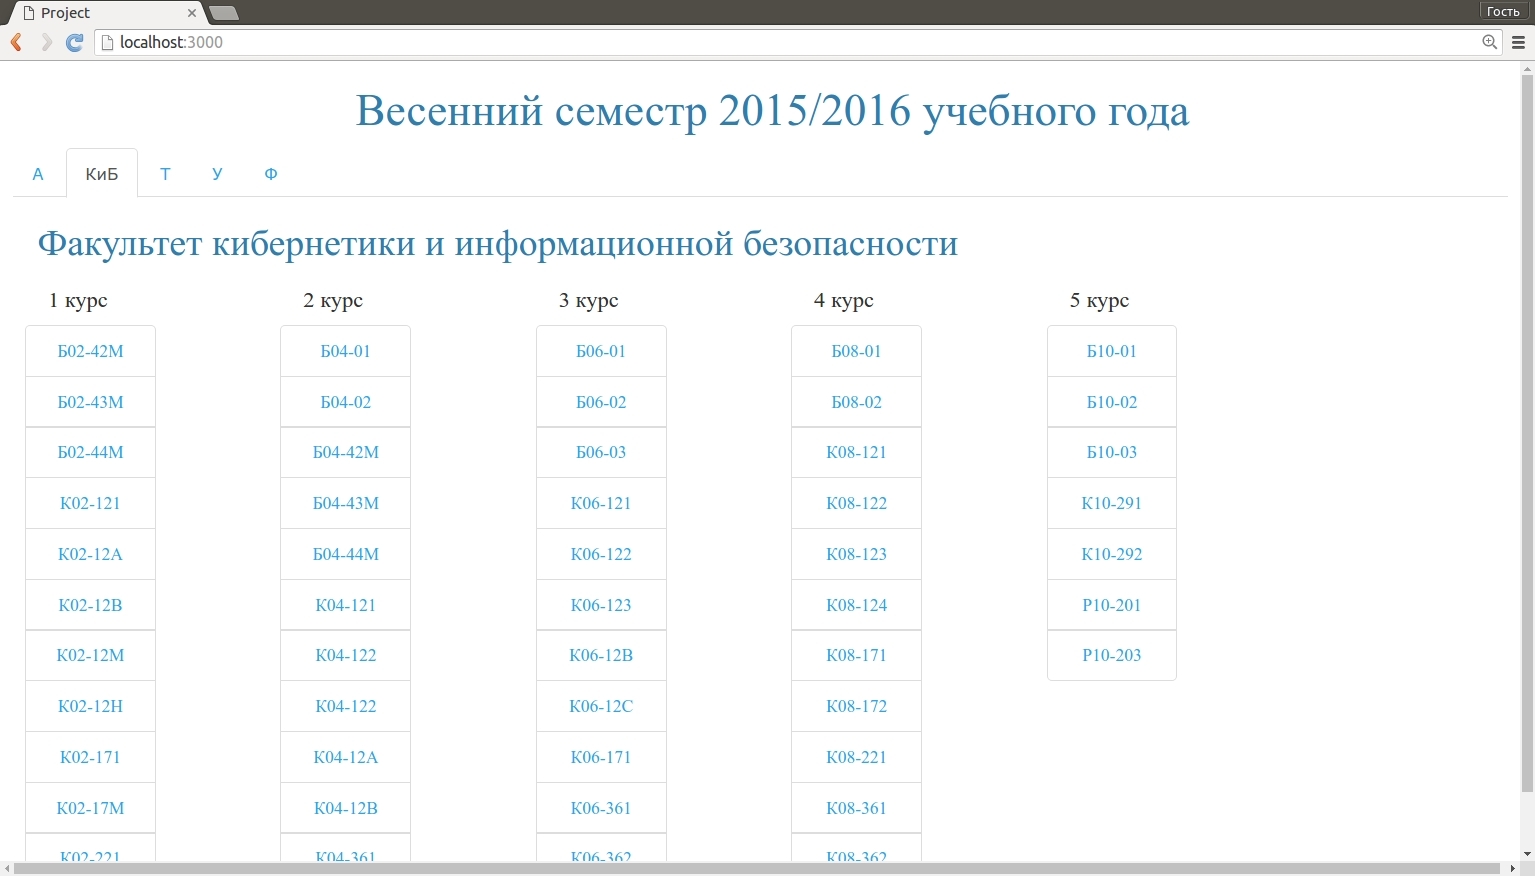 Project
Гость
localhost:3000
Весенний семестр 2015/2016 учебного года
А КиБ Т У Ф
Факультет кибернетики и информационной безопасности
1 курс 2 курс 3 курс 4 курс 5 курс
Б02-42М Б04-01 Б06-01 Б08-01 Б10-01
Б02-43М Б04-02 Б06-02 Б08-02 Б10-02
Б02-44М Б04-42М Б06-03 К08-121 Б10-03
К02-121 Б04-43М К06-121 К08-122 К10-291
К02-12А Б04-44М К06-122 К08-123 К10-292
К02-12В К04-121 К06-123 К08-124 Р10-201
К02-12М К04-122 К06-12В К08-171 Р10-203
К02-12Н К04-122 К06-12С К08-172
К02-171 К04-12А К06-171 К08-221
К02-17М К04-12В К06-361 К08-361
К02-221 К04-361 К06-362 К08-362